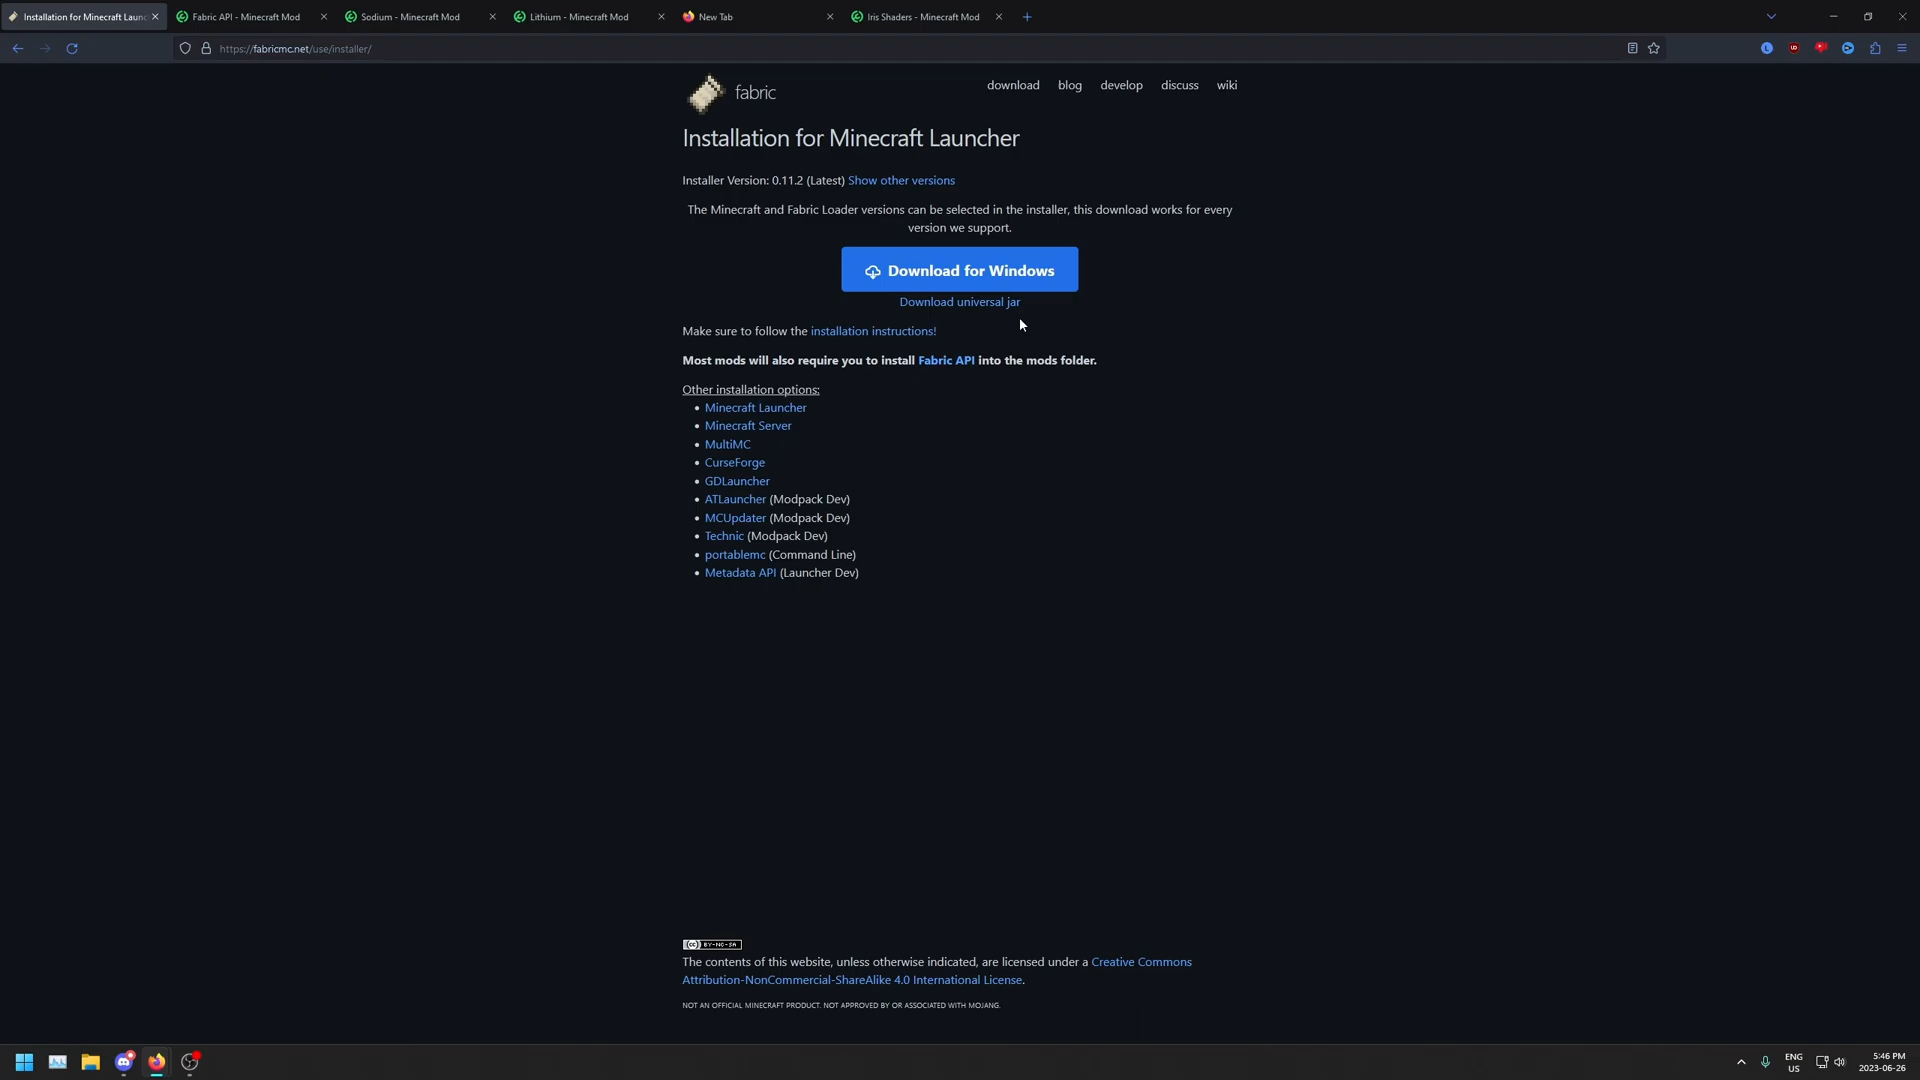 Installation for Minecraft Launc
Fabric API - Minecraft Mod
Sodium - Minecraft Mod
Lithium - Minecraft Mod
New Tab
Iris Shaders - Minecraft Mod
https://fabricmc.net/use/installer/
fabric
download
blog
develop
discuss
wiki
Installation for Minecraft Launcher
Installer Version: 0.11.2 (Latest) Show other versions
The Minecraft and Fabric Loader versions can be selected in the installer, this download works for every
version we support.
Download for Windows
Download universal jar
Make sure to follow the installation instructions!
Most mods will also require you to install Fabric API into the mods folder.
Other installation options:
Minecraft Launcher
Minecraft Server
MultiMC
CurseForge
GDLauncher
ATLauncher (Modpack Dev)
MCUpdater (Modpack Dev)
Technic (Modpack Dev)
portablemc (Command Line)
Metadata API (Launcher Dev)
(cc) BY-NC-SA
The contents of this website, unless otherwise indicated, are licensed under a Creative Commons
Attribution-NonCommercial-ShareAlike 4.0 International License.
NOT AN OFFICIAL MINECRAFT PRODUCT. NOT APPROVED BY OR ASSOCIATED WITH MOJANG.
ENG
US
5:46 PM
2023-06-26